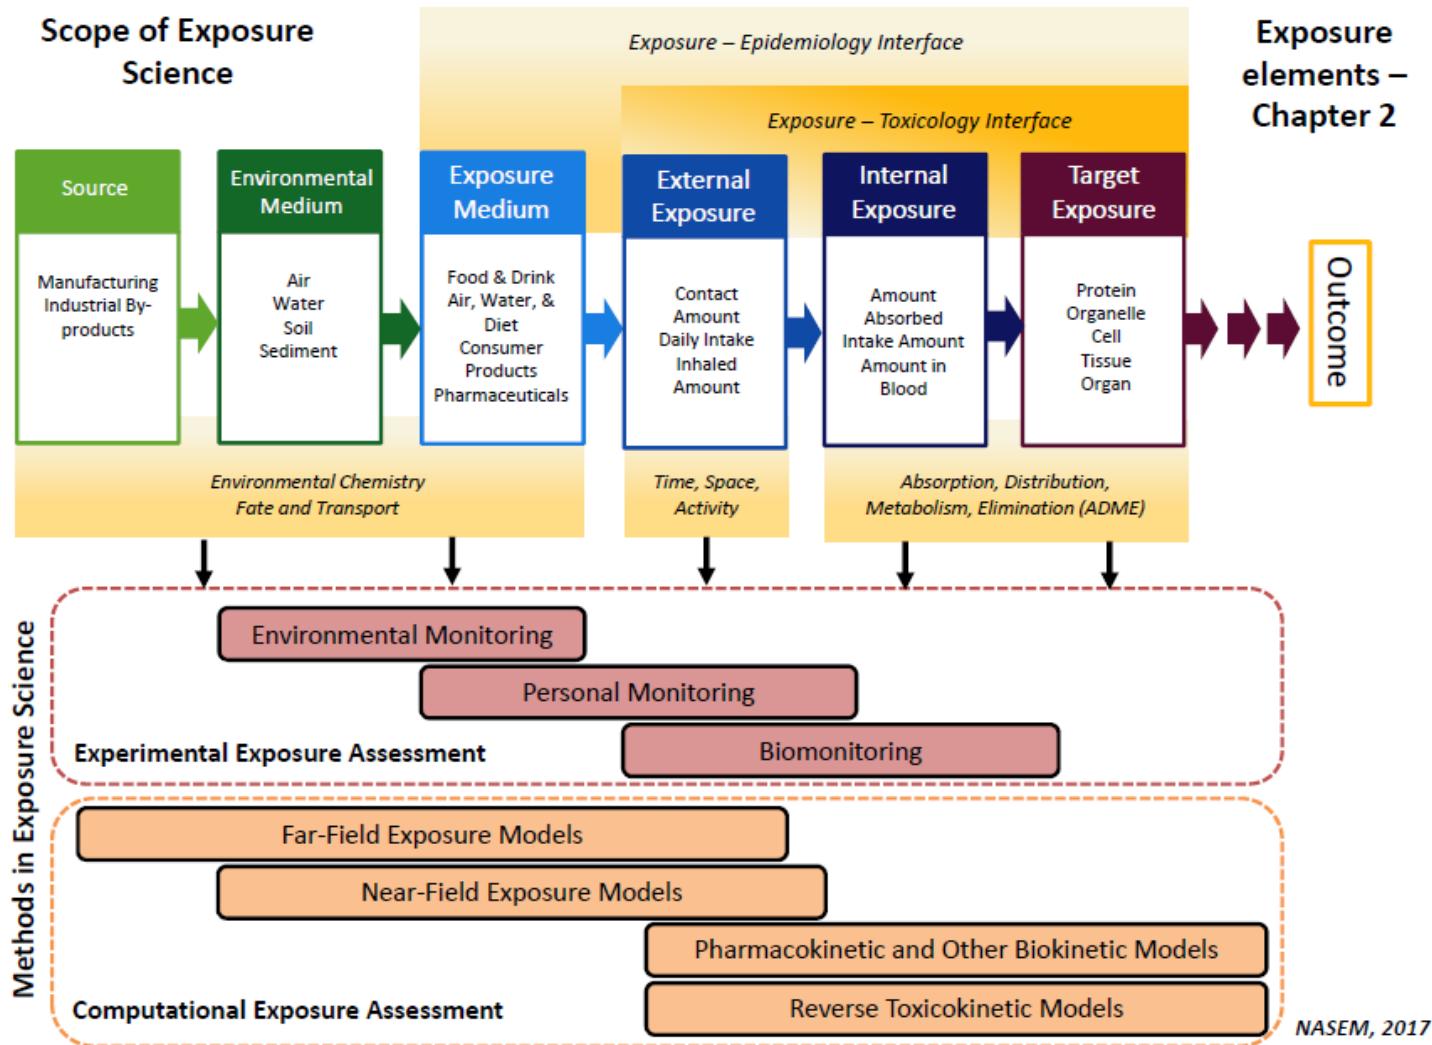 Scope of Exposure
Science
Exposure – Epidemiology Interface
Exposure
elements –
Chapter 2
Exposure – Toxicology Interface
Source
Manufacturing
Industrial By-
products
Environmental
Medium
Air
Water
Soil
Sediment
Exposure
Medium
Food & Drink
Air, Water, &
Diet
Consumer
Products
Pharmaceuticals
External
Exposure
Contact
Amount
Daily Intake
Inhaled
Amount
Internal
Exposure
Amount
Absorbed
Intake Amount
Amount in
Blood
Target
Exposure
Protein
Organelle
Cell
Tissue
Organ
Outcome
Environmental Chemistry
Fate and Transport
Time, Space,
Activity
Absorption, Distribution,
Metabolism, Elimination (ADME)
Methods in Exposure Science
Environmental Monitoring
Personal Monitoring
Biomonitoring
Experimental Exposure Assessment
Far-Field Exposure Models
Near-Field Exposure Models
Pharmacokinetic and Other Biokinetic Models
Reverse Toxicokinetic Models
Computational Exposure Assessment
NASEM, 2017